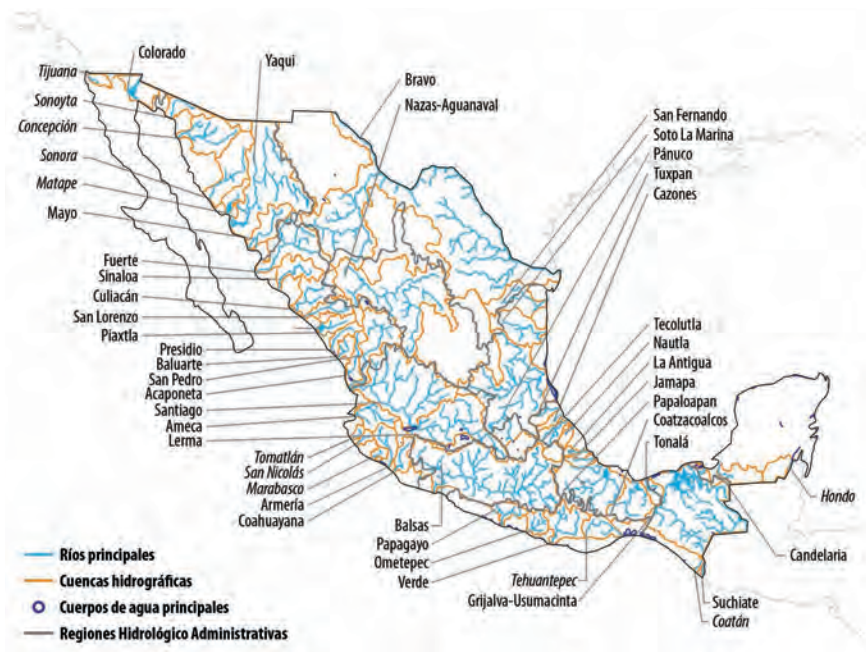 Colorado
Tijuana
Yaqui
Bravo
Sonoyta
Nazas-Aguanaval
Concepción
Sonora
Matape
Mayo
Fuerte
Sinaloa
Culiacán
San Lorenzo
Piaxtla
Presidio
Baluarte
San Pedro
Acaponeta
Santiago
Ameca
Lerma
Tomatlán
San Nicolás
Marabasco
Armería
Coahuayana
San Fernando
Soto La Marina
Pánuco
Tuxpan
Cazones
Tecolutla
Nautla
La Antigua
Jamapa
Papaloapan
Coatzacoalcos
Tonalá
Hondo
Candelaria
Balsas
Papagayo
Ometepec
Verde
Tehuantepec
Grijalva-Usumacinta
Suchiate
Coatán
Ríos principales
Cuencas hidrográficas
Cuerpos de agua principales
Regiones Hidrológico Administrativas